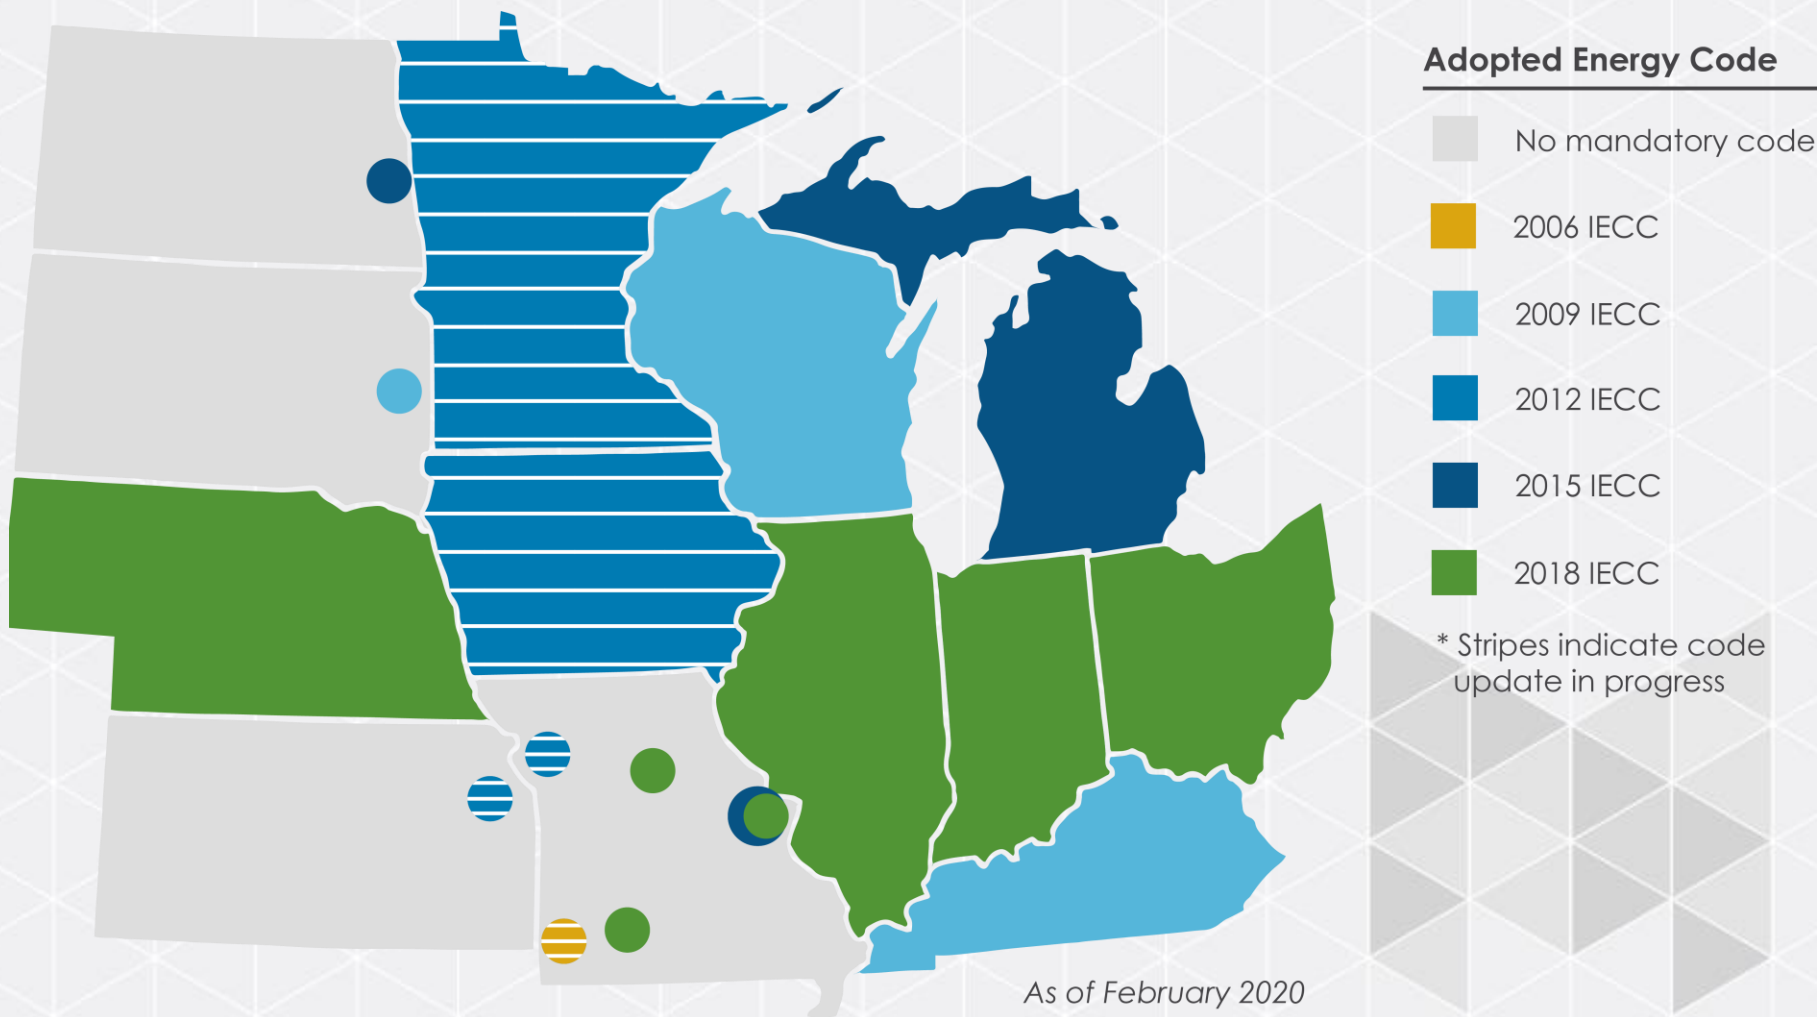 Adopted Energy Code
No mandatory code
2006 IECC
2009 IECC
2012 IECC
2015 IECC
2018 IECC
* Stripes indicate code
update in progress
As of February 2020